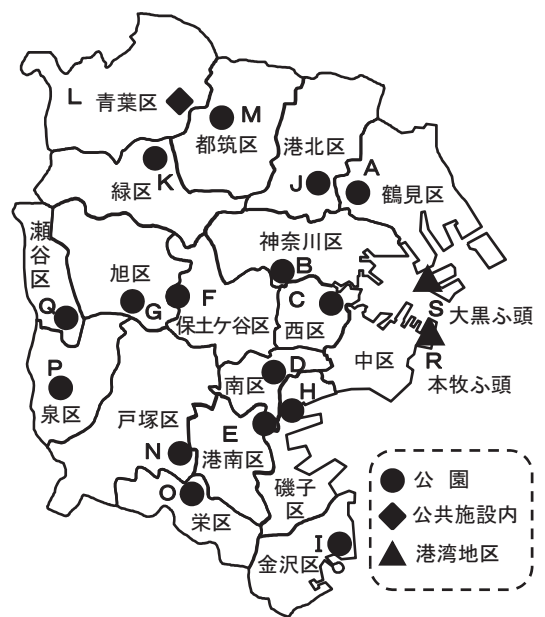 L
青葉区
M
都筑区
港北区
A
J
鶴見区
K
緑区
瀬谷区
神奈川区
B
旭区
F
G
C
保土ケ谷区
西区
S
大黒ふ頭
Q
中区
R
本牧ふ頭
P
泉区
D
南区
H
戸塚区
E
港南区
N
磯子区
O
栄区
I
金沢区
公園
公共施設内
港湾地区